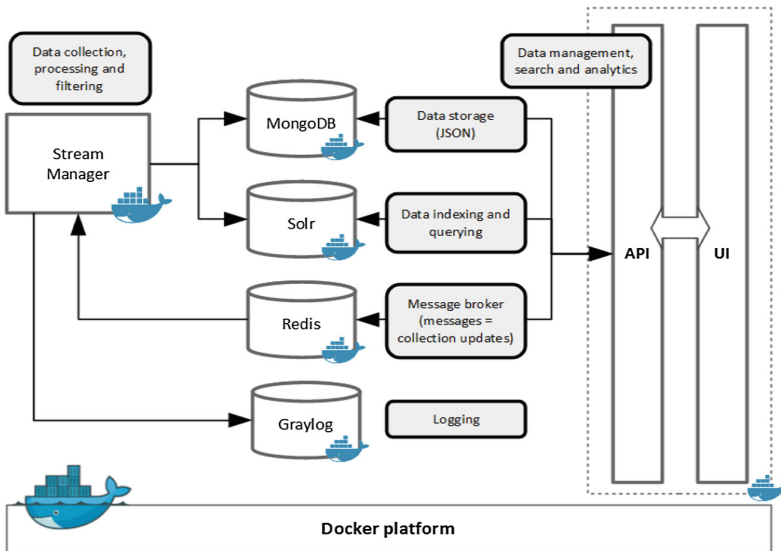 Data collection,
processing and
filtering
Stream
Manager
MongoDB
Data storage
(JSON)
Data management,
search and analytics
Solr
Data indexing and
querying
API
UI
Redis
Message broker
(messages =
collection updates)
Graylog
Logging
Docker platform